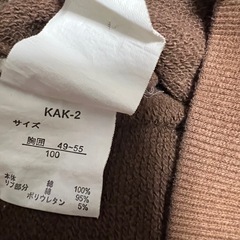 KAK-2
サイズ
胸囲 49~55
100
本体 綿 100%
リブ部分 綿 95%
ポリウレタン 5%